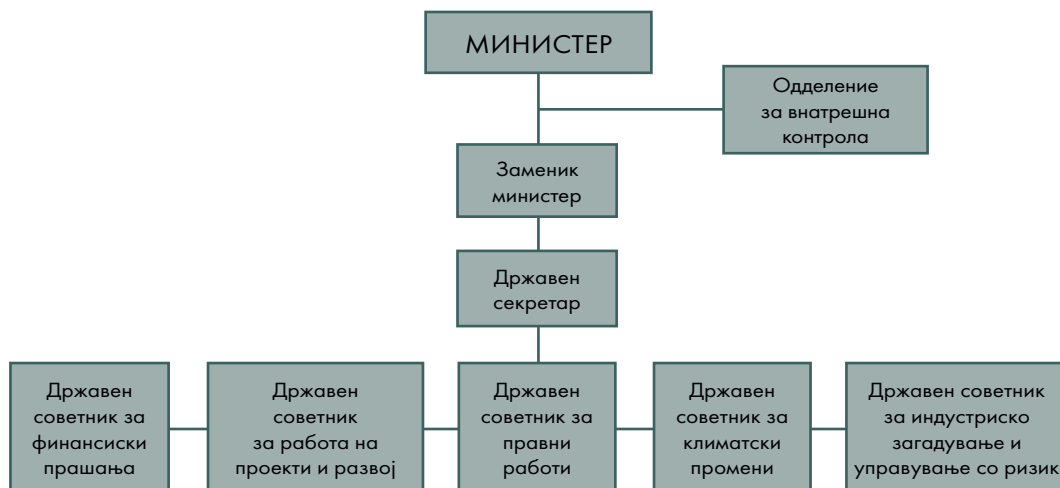 МИНИСТЕР
Одделение
за внатрешна
контрола
Заменик
министер
Државен
секретар
Државен
советник за
финансиски
прашања
Државен
советник
за работа на
проекти и развој
Државен
советник за
правни
работи
Државен
советник за
климатски
промени
Државен советник
за индустриско
загадување и
управување со ризик